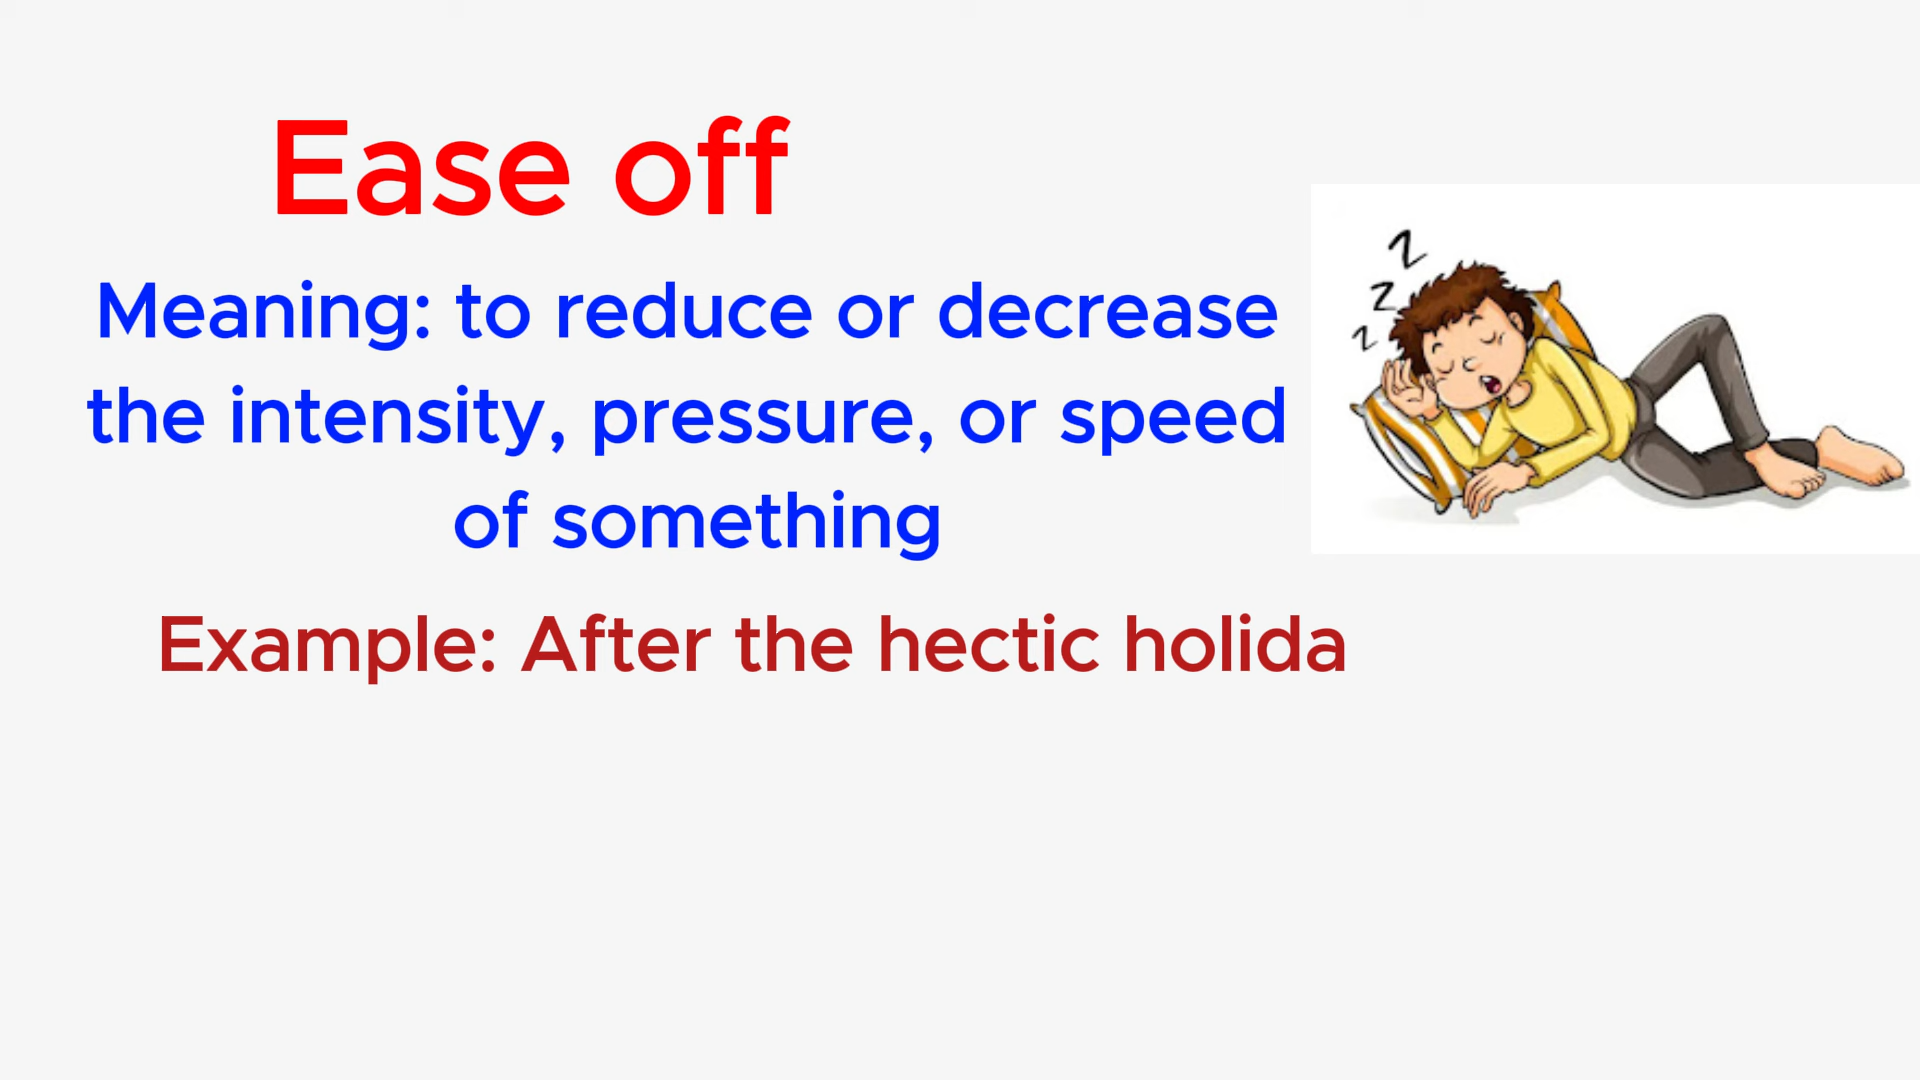 Ease off
Meaning: to reduce or decrease
the intensity, pressure, or speed
of something
Example: After the hectic holida
z
z
z